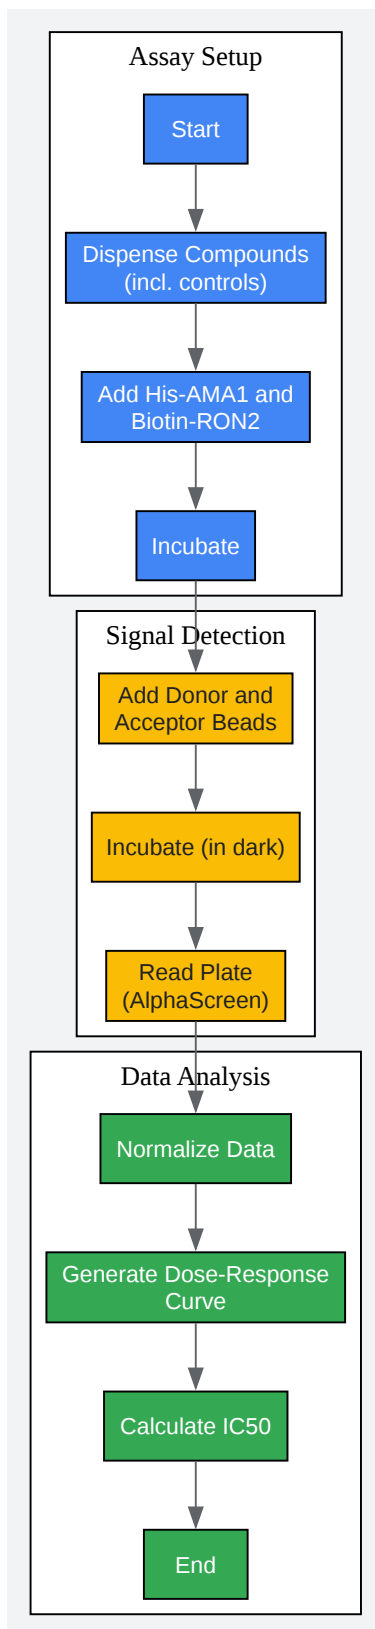 Assay Setup
Start
Dispense Compounds
(incl. controls)
Add His-AMA1 and
Biotin-RON2
Incubate
Signal Detection
Add Donor and
Acceptor Beads
Incubate (in dark)
Read Plate
(AlphaScreen)
Data Analysis
Normalize Data
Generate Dose-Response
Curve
Calculate IC50
End